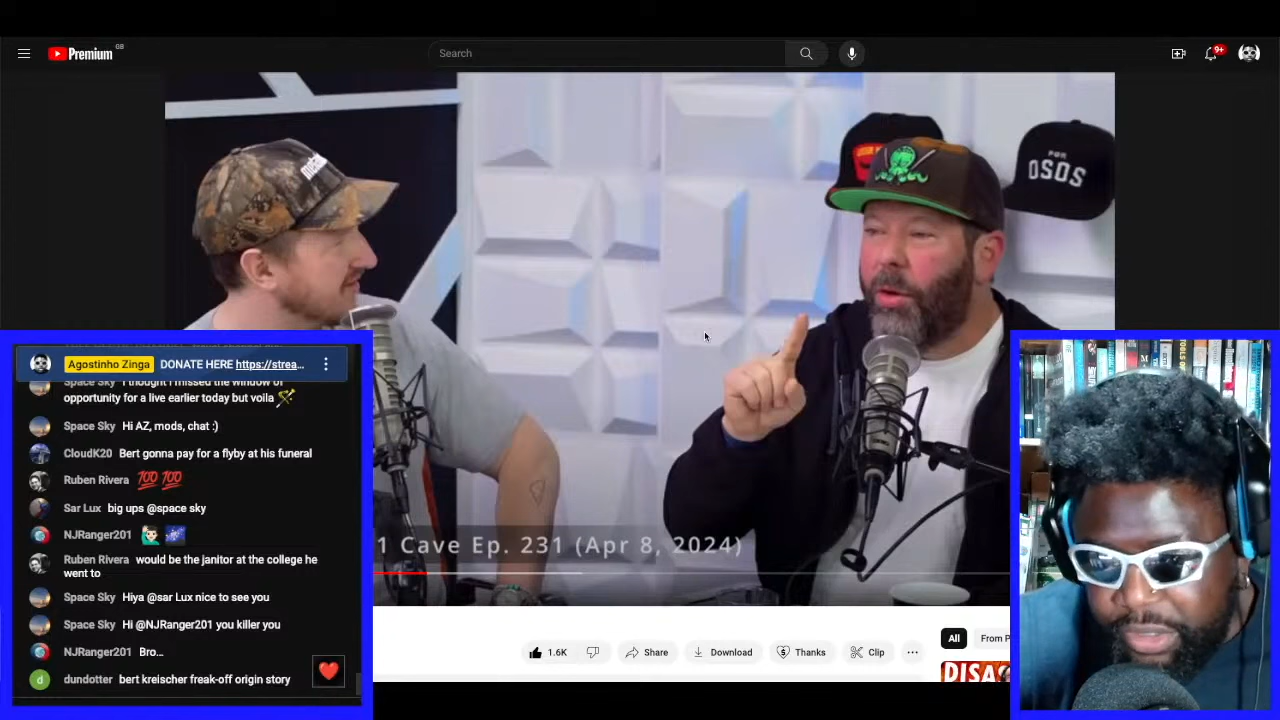 Premium GB
Search
9+
FOR
OSOS
Agostinho Zinga DONATE HERE https://strea...
Space Sky I thought I missed the window of
opportunity for a live earlier today but voila
Space Sky Hi AZ, mods, chat :)
CloudK20 Bert gonna pay for a flyby at his funeral
Ruben Rivera 💯 💯
Sar Lux big ups @space sky
NJRanger201
Ruben Rivera would be the janitor at the college he
went to
Space Sky Hiya @sar Lux nice to see you
Space Sky Hi @NJRanger201 you killer you
NJRanger201 Bro...
d dundotter bert kreischer freak-off origin story
1 Cave Ep. 231 (Apr 8, 2024)
1.6K Share Download Thanks Clip
All From P
DISA